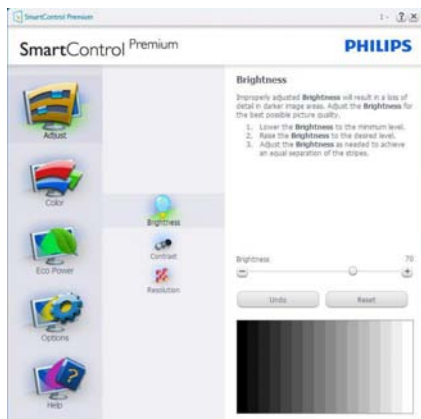 SmartControl Premium
SmartControl Premium
PHILIPS
Adjust
Color
Eco Power
Options
Help
Brightness
Contrast
Resolution
Brightness
Improperly adjusted Brightness will result in a loss of
detail in darker image areas. Adjust the Brightness for
the best possible picture quality.
1. Lower the Brightness to the minimum level.
2. Raise the Brightness to the desired level.
3. Adjust the Brightness as needed to achieve
an equal separation of the stripes.
Brightness 70
Undo Reset